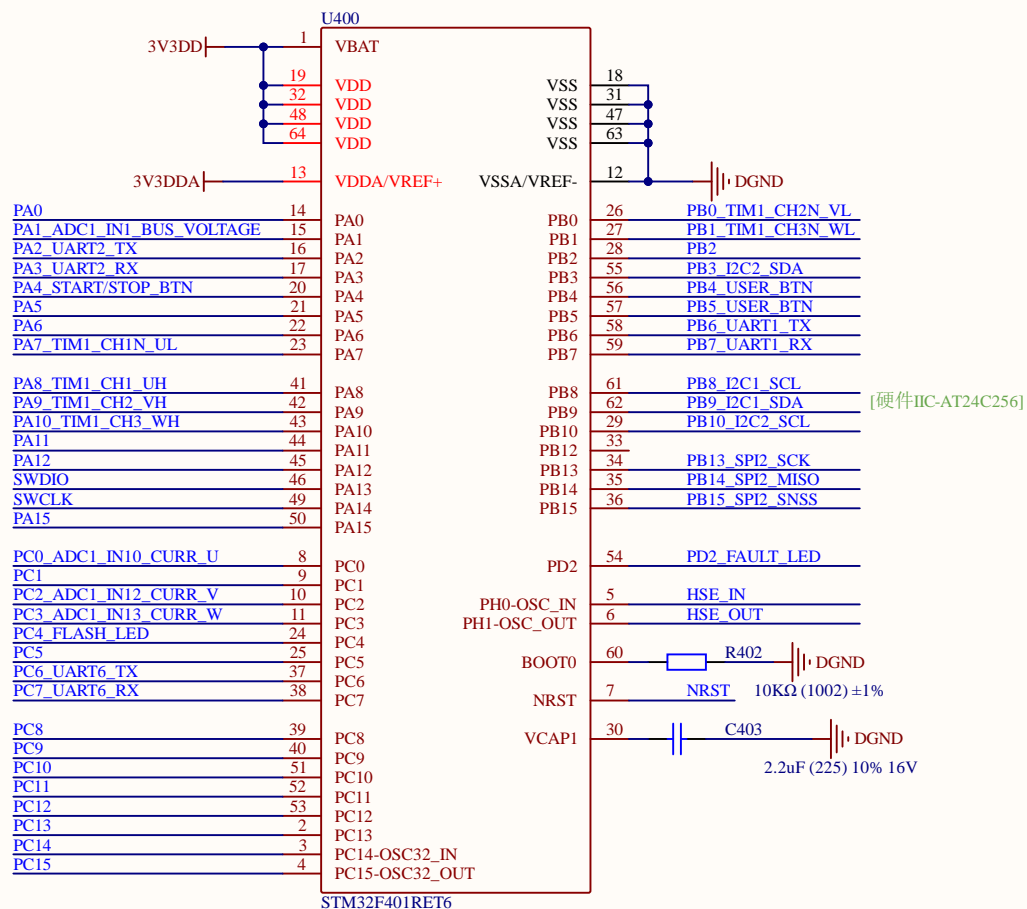 U400
3V3DD 1 VBAT
19 VDD VSS 18
32 VDD VSS 31
48 VDD VSS 47
64 VDD VSS 63
3V3DDA 13 VDDA/VREF+ VSSA/VREF- 12 DGND
PA0 14 PA0 PB0 26 PB0_TIM1_CH2N_VL
PA1_ADC1_IN1_BUS_VOLTAGE 15 PA1 PB1 27 PB1_TIM1_CH3N_WL
PA2_UART2_TX 16 PA2 PB2 28 PB2
PA3_UART2_RX 17 PA3 PB3 55 PB3_I2C2_SDA
PA4_START/STOP_BTN 20 PA4 PB4 56 PB4_USER_BTN
PA5 21 PA5 PB5 57 PB5_USER_BTN
PA6 22 PA6 PB6 58 PB6_UART1_TX
PA7_TIM1_CH1N_UL 23 PA7 PB7 59 PB7_UART1_RX
PA8_TIM1_CH1_UH 41 PA8 PB8 61 PB8_I2C1_SCL
PA9_TIM1_CH2_VH 42 PA9 PB9 62 PB9_I2C1_SDA [硬件IIC-AT24C256]
PA10_TIM1_CH3_WH 43 PA10 PB10 29 PB10_I2C2_SCL
PA11 44 PA11 PB12 33
PA12 45 PA12 PB13 34 PB13_SPI2_SCK
SWDIO 46 PA13 PB14 35 PB14_SPI2_MISO
SWCLK 49 PA14 PB15 36 PB15_SPI2_SNSS
PA15 50 PA15
PC0_ADC1_IN10_CURR_U 8 PC0 PD2 54 PD2_FAULT_LED
PC1 9 PC1
PC2_ADC1_IN12_CURR_V 10 PC2 PH0-OSC_IN 5 HSE_IN
PC3_ADC1_IN13_CURR_W 11 PC3 PH1-OSC_OUT 6 HSE_OUT
PC4_FLASH_LED 24 PC4
PC5 25 PC5 BOOT0 60 R402 DGND
PC6_UART6_TX 37 PC6
PC7_UART6_RX 38 PC7 NRST 7 NRST 10KΩ (1002) ±1%
PC8 39 PC8 VCAP1 30 C403 DGND
PC9 40 PC9
2.2uF (225) 10% 16V
PC10 51 PC10
PC11 52 PC11
PC12 53 PC12
PC13 2 PC13
PC14 3 PC14-OSC32_IN
PC15 4 PC15-OSC32_OUT
STM32F401RET6